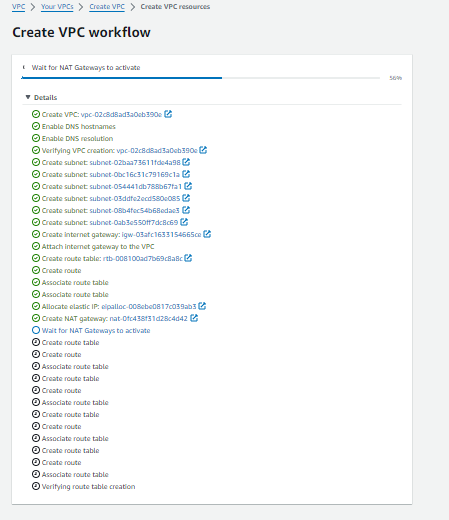 VPC > Your VPCs > Create VPC > Create VPC resources
Create VPC workflow
Wait for NAT Gateways to activate
56%
Details
Create VPC: vpc-02c8d8ad3a0eb390e
Enable DNS hostnames
Enable DNS resolution
Verifying VPC creation: vpc-02c8d8ad3a0eb390e
Create subnet: subnet-02baa73611fde4a98
Create subnet: subnet-0bc16c31c79169c1a
Create subnet: subnet-054441db788b67fa1
Create subnet: subnet-03ddfe2ecd580e085
Create subnet: subnet-08b4fec54b68edae3
Create subnet: subnet-0ab3e550ff7dc8c69
Create internet gateway: igw-03afc1633154665ce
Attach internet gateway to the VPC
Create route table: rtb-008100ad7b69c8a8c
Create route
Associate route table
Associate route table
Allocate elastic IP: eipalloc-008ebe0817c039ab3
Create NAT gateway: nat-0fc438f31d28c4d42
Wait for NAT Gateways to activate
Create route table
Create route
Associate route table
Create route table
Create route
Associate route table
Create route table
Create route
Associate route table
Create route table
Create route
Associate route table
Verifying route table creation